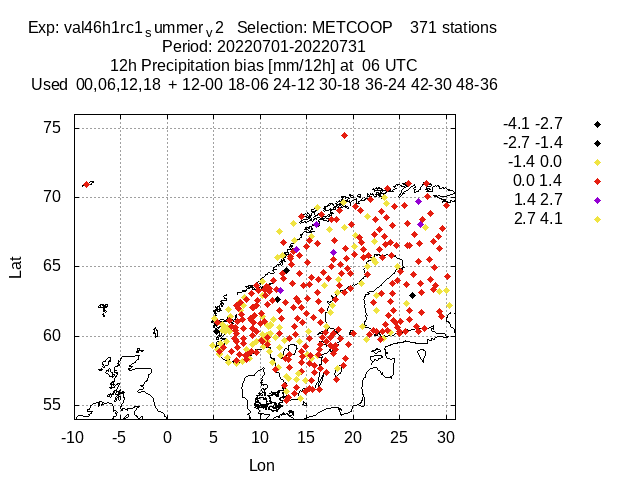 Exp: val46h1rc1summerv2 Selection: METCOOP 371 stations
Period: 20220701-20220731
12h Precipitation bias [mm/12h] at 06 UTC
Used 00,06,12,18 + 12-00 18-06 24-12 30-18 36-24 42-30 48-36
-4.1 -2.7
-2.7 -1.4
-1.4 0.0
0.0 1.4
1.4 2.7
2.7 4.1
75
70
65
60
55
Lat
-10 -5 0 5 10 15 20 25 30
Lon